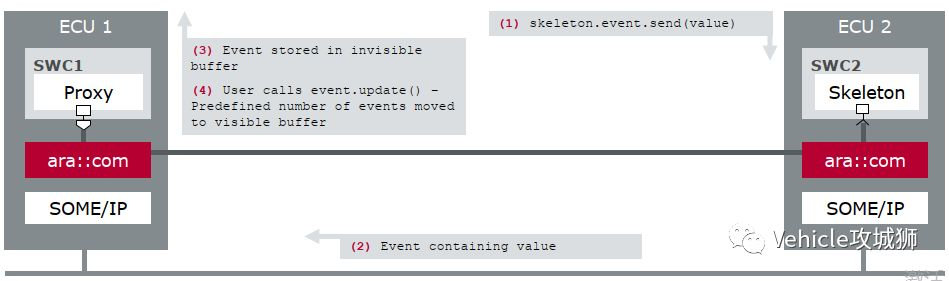 ECU 1
SWC1
Proxy
ara::com
SOME/IP
(3) Event stored in invisible
buffer
(4) User calls event.update() –
Predefined number of events moved
to visible buffer
(1) skeleton.event.send(value)
(2) Event containing value
ECU 2
SWC2
Skeleton
ara::com
SOME/IP
Vehicle攻城狮